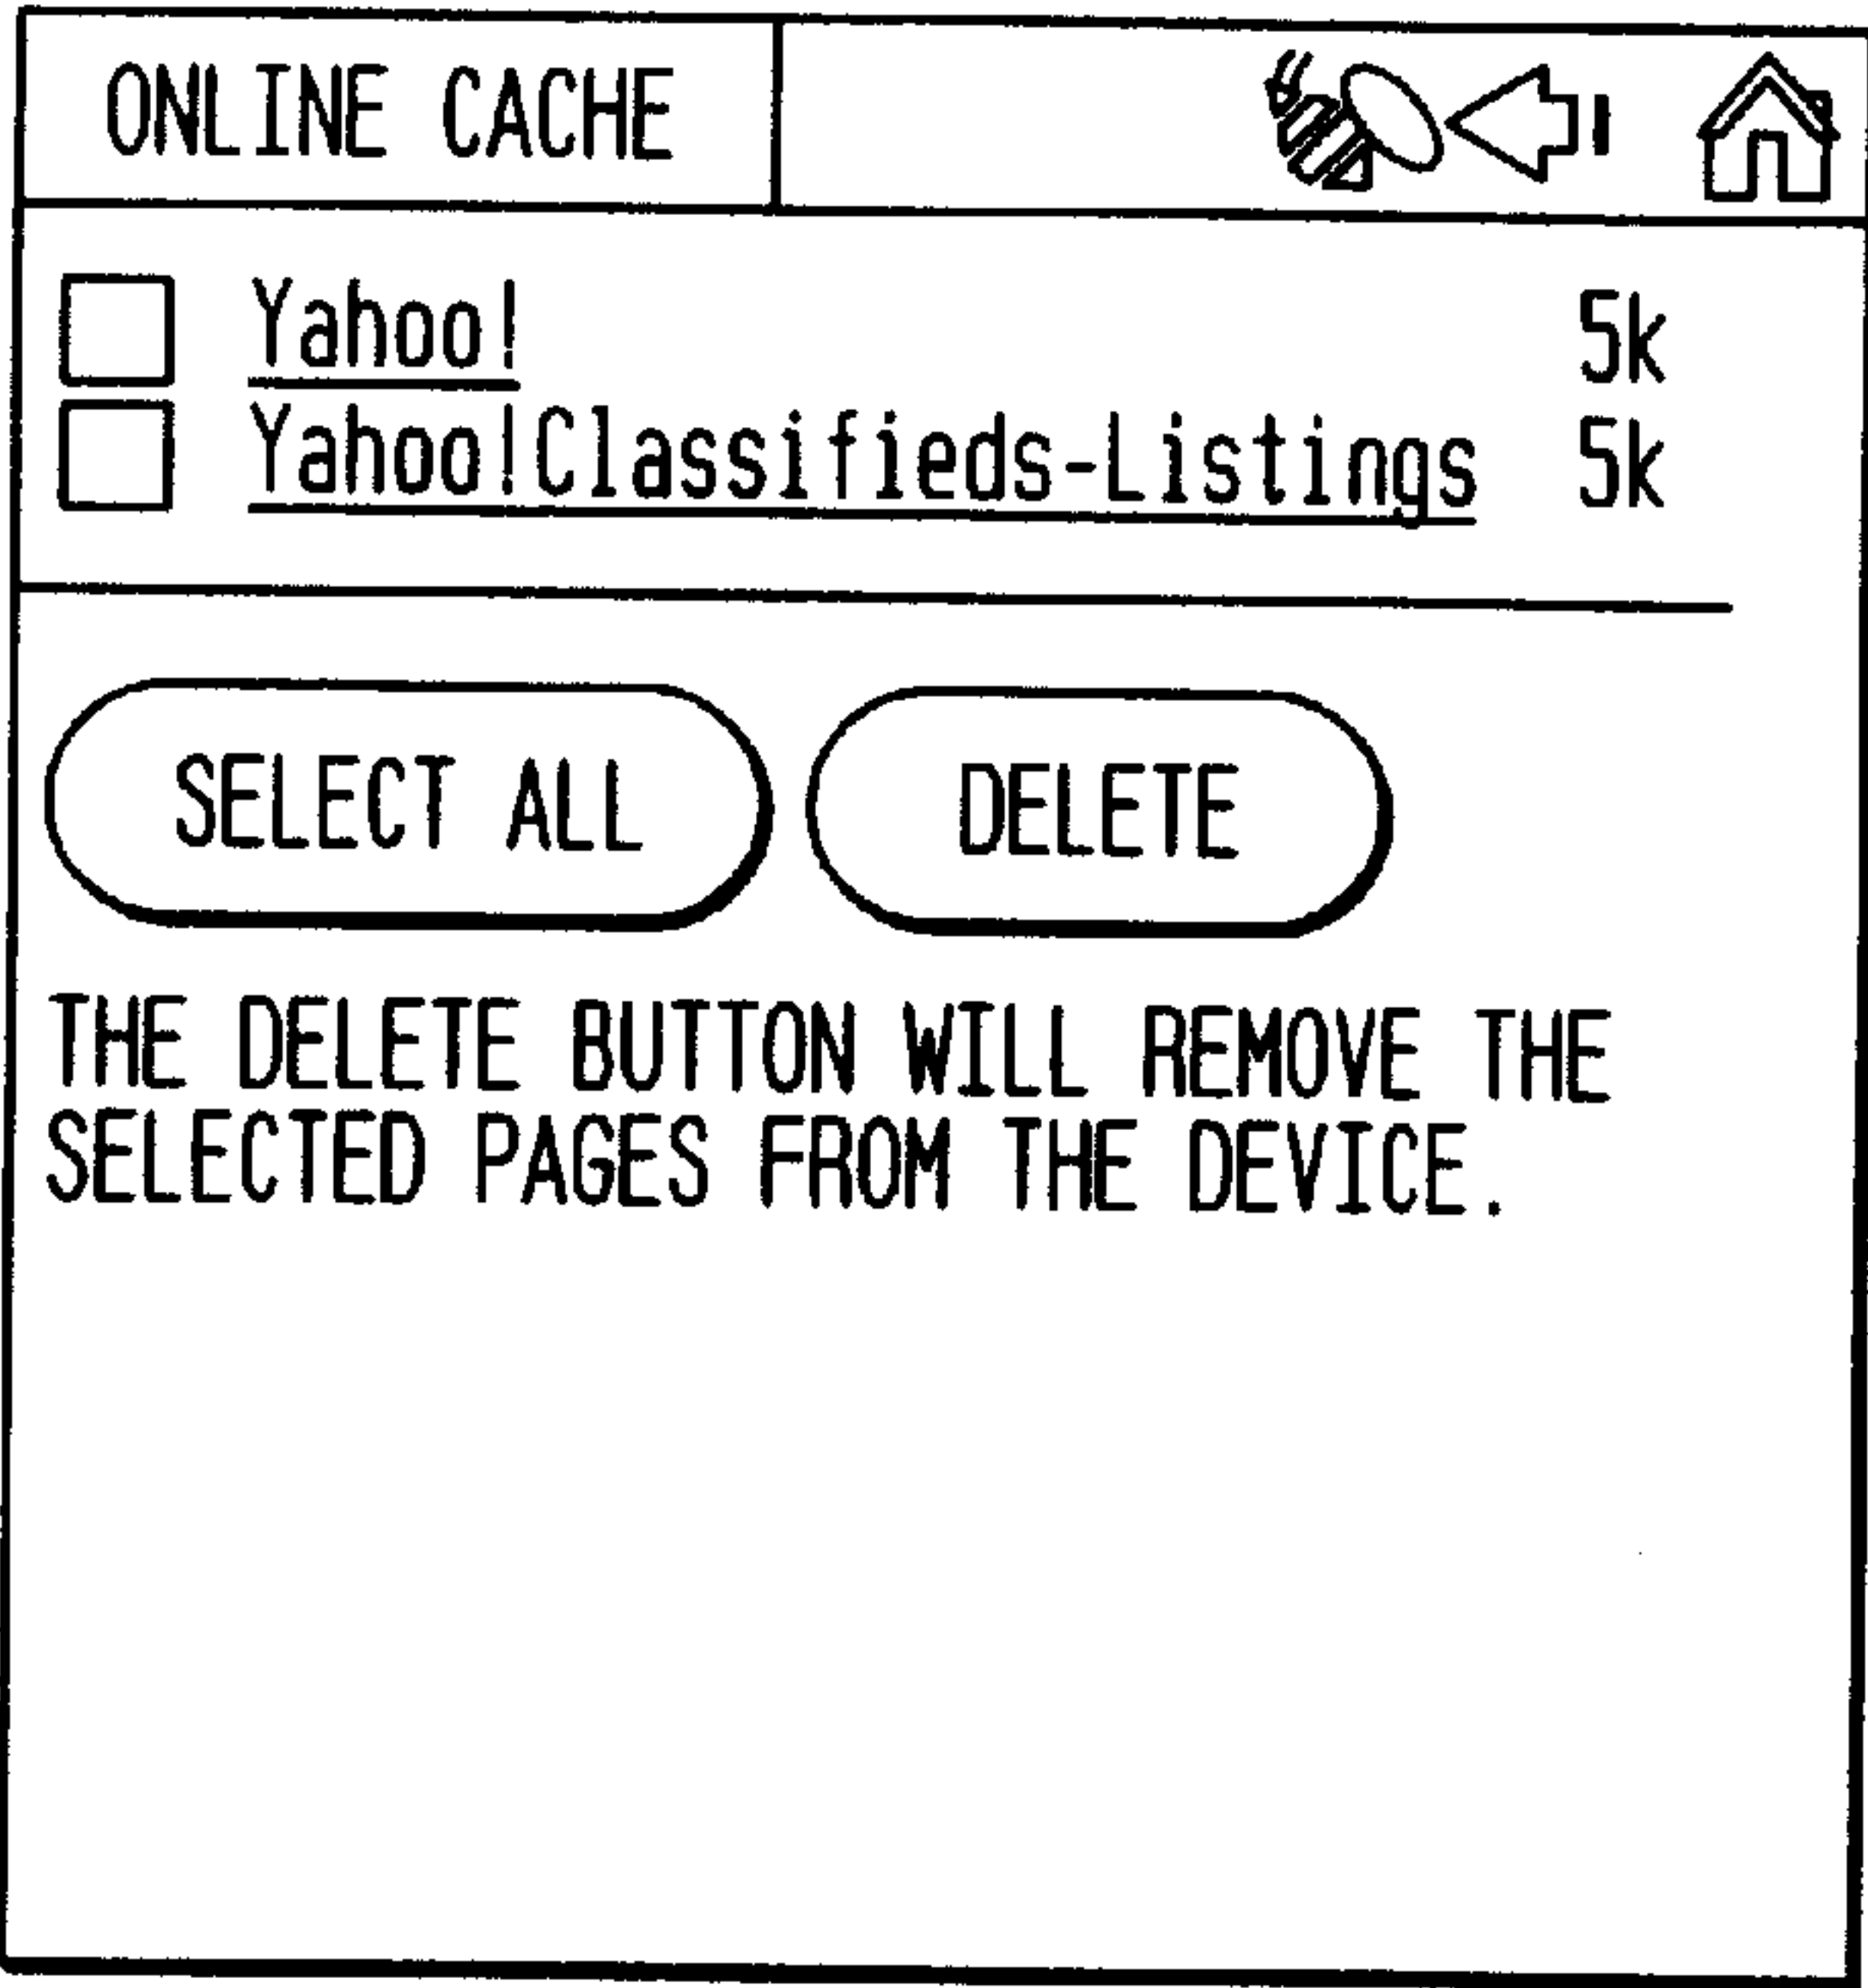 ONLINE CACHE
Yahoo! 5k
Yahoo!Classifieds-Listings 5k
SELECT ALL DELETE
THE DELETE BUTTON WILL REMOVE THE
SELECTED PAGES FROM THE DEVICE.